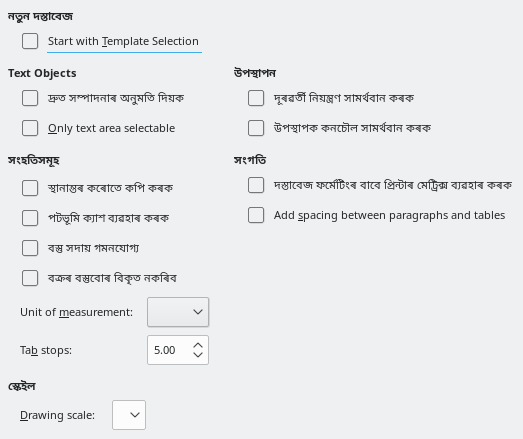 নতুন দস্তাবেজ
Start with Template Selection
Text Objects
দ্ৰুত সম্পাদনাৰ অনুমতি দিয়ক
Only text area selectable
সংহতিসমূহ
স্থানান্তৰ কৰোতে কপি কৰক
পটভূমি ক্যাশ ব্যৱহাৰ কৰক
বস্তু সদায় গমনযোগ্য
বক্ৰৰ বস্তুবোৰ বিকৃত নকৰিব
Unit of measurement:
Tab stops:
5.00
স্কেইল
Drawing scale:
উপস্থাপন
দূৰৱৰ্তী নিয়ন্ত্ৰণ সামৰ্থবান কৰক
উপস্থাপক কনচৌল সামৰ্থবান কৰক
সংগতি
দস্তাবেজ ফৰ্মেটিংৰ বাবে প্ৰিন্টাৰ মেট্ৰিক্স ব্যৱহাৰ কৰক
Add spacing between paragraphs and tables